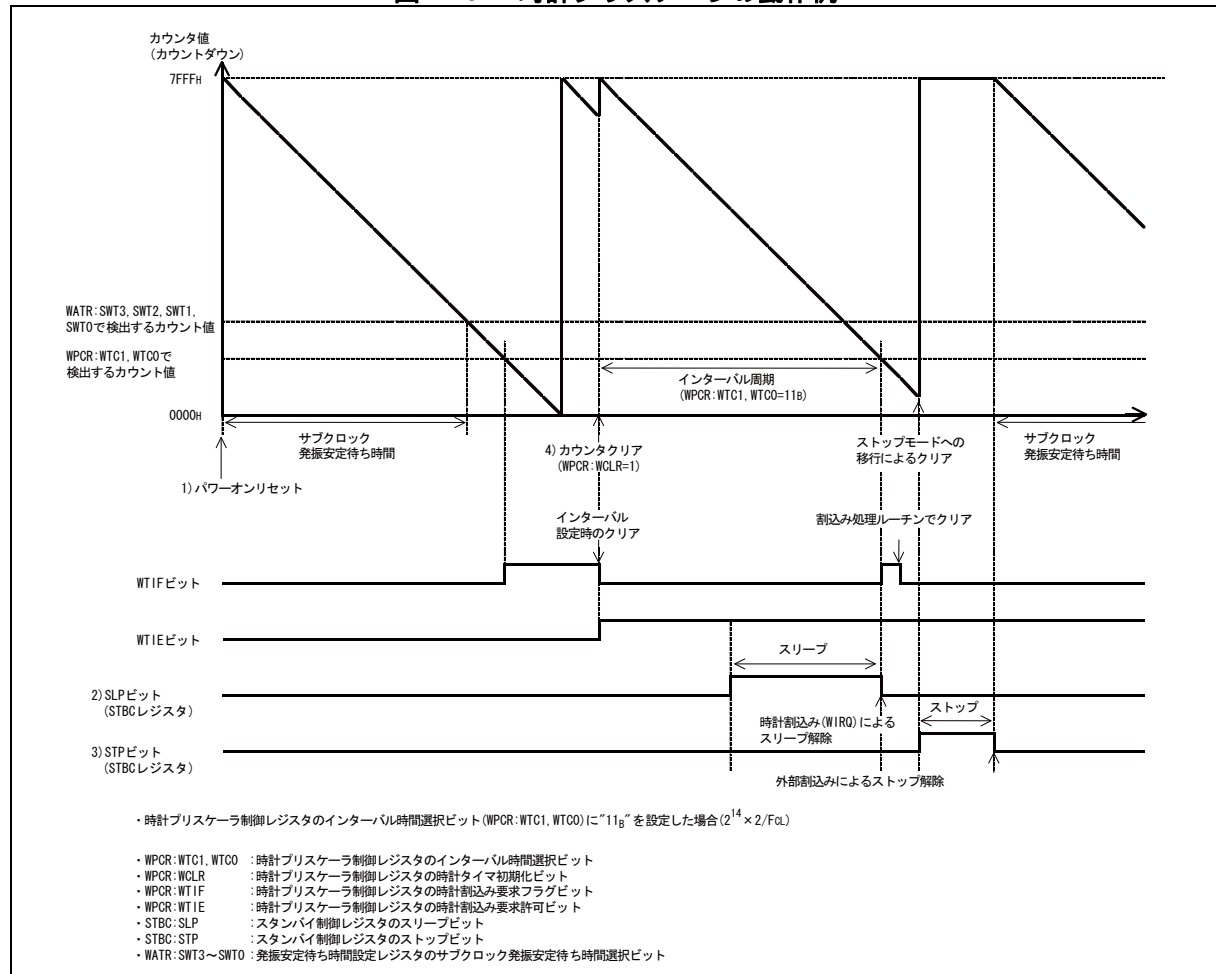 カウンタ値
(カウントダウン)
7FFFH
WATR:SWT3, SWT2, SWT1,
SWT0で検出するカウント値
WPCR:WTC1, WTC0で
検出するカウント値
インターバル周期
(WPCR:WTC1, WTC0=11B)
0000H
サブクロック
発振安定待ち時間
4) カウンタクリア
(WPCR:WCLR=1)
ストップモードへの
移行によるクリア
サブクロック
発振安定待ち時間
1) パワーオンリセット
インターバル
設定時のクリア
割込み処理ルーチンでクリア
WTIFビット
WTIEビット
スリープ
2) SLPビット
(STBCレジスタ)
ストップ
時計割込み(WIRQ)による
スリープ解除
3) STPビット
(STBCレジスタ)
外部割込みによるストップ解除
・時計プリスケーラ制御レジスタのインターバル時間選択ビット(WPCR:WTC1, WTC0)に"11B"を設定した場合(2^14×2/FCL)
・WPCR:WTC1, WTC0 :時計プリスケーラ制御レジスタのインターバル時間選択ビット
・WPCR:WCLR :時計プリスケーラ制御レジスタの時計タイマ初期化ビット
・WPCR:WTIF :時計プリスケーラ制御レジスタの時計割込み要求フラグビット
・WPCR:WTIE :時計プリスケーラ制御レジスタの時計割込み要求許可ビット
・STBC:SLP :スタンバイ制御レジスタのスリープビット
・STBC:STP :スタンバイ制御レジスタのストップビット
・WATR:SWT3～SWT0 :発振安定待ち時間設定レジスタのサブクロック発振安定待ち時間選択ビット